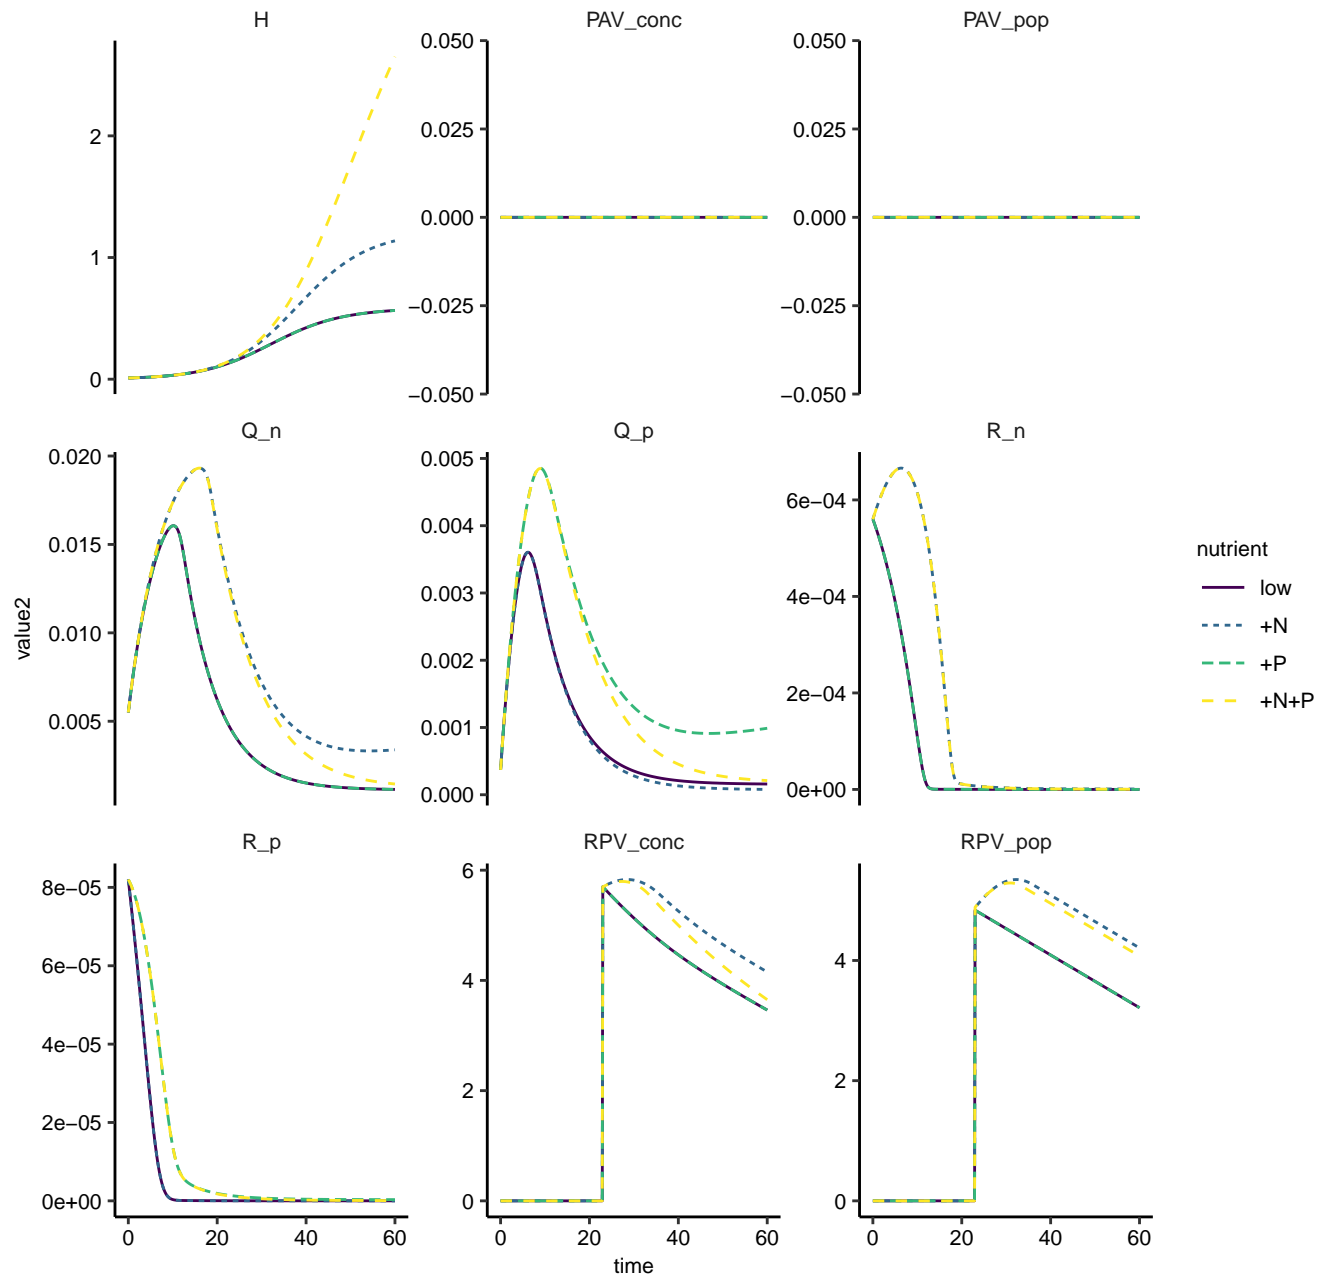 H
PAV_conc
PAV_pop
2
1
0
0.050
0.025
0.000
−0.025
−0.050
0.050
0.025
0.000
−0.025
−0.050
Q_n
Q_p
R_n
0.020
0.015
0.010
0.005
0.005
0.004
0.003
0.002
0.001
0.000
6e−04
4e−04
2e−04
0e+00
R_p
RPV_conc
RPV_pop
8e−05
6e−05
4e−05
2e−05
0e+00
6
4
2
0
4
2
0
0 20 40 60
0 20 40 60
0 20 40 60
time
value2
nutrient
low
+N
+P
+N+P